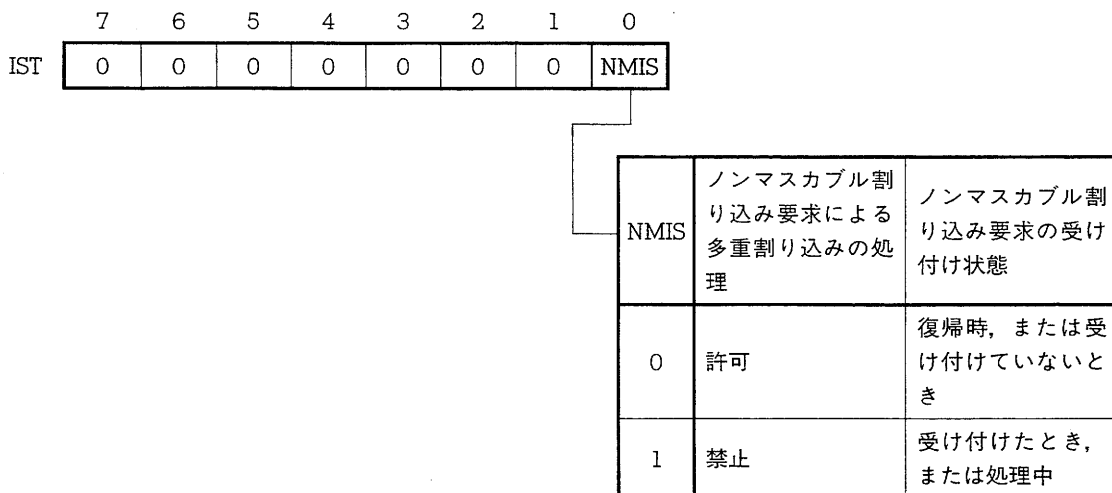 7 6 5 4 3 2 1 0
IST 0 0 0 0 0 0 0 NMIS
NMIS
ノンマスカブル割
り込み要求による
多重割り込みの処
理
ノンマスカブル割
り込み要求の受け
付け状態
0
許可
復帰時，または受
け付けていないと
き
1
禁止
受け付けたとき，
または処理中